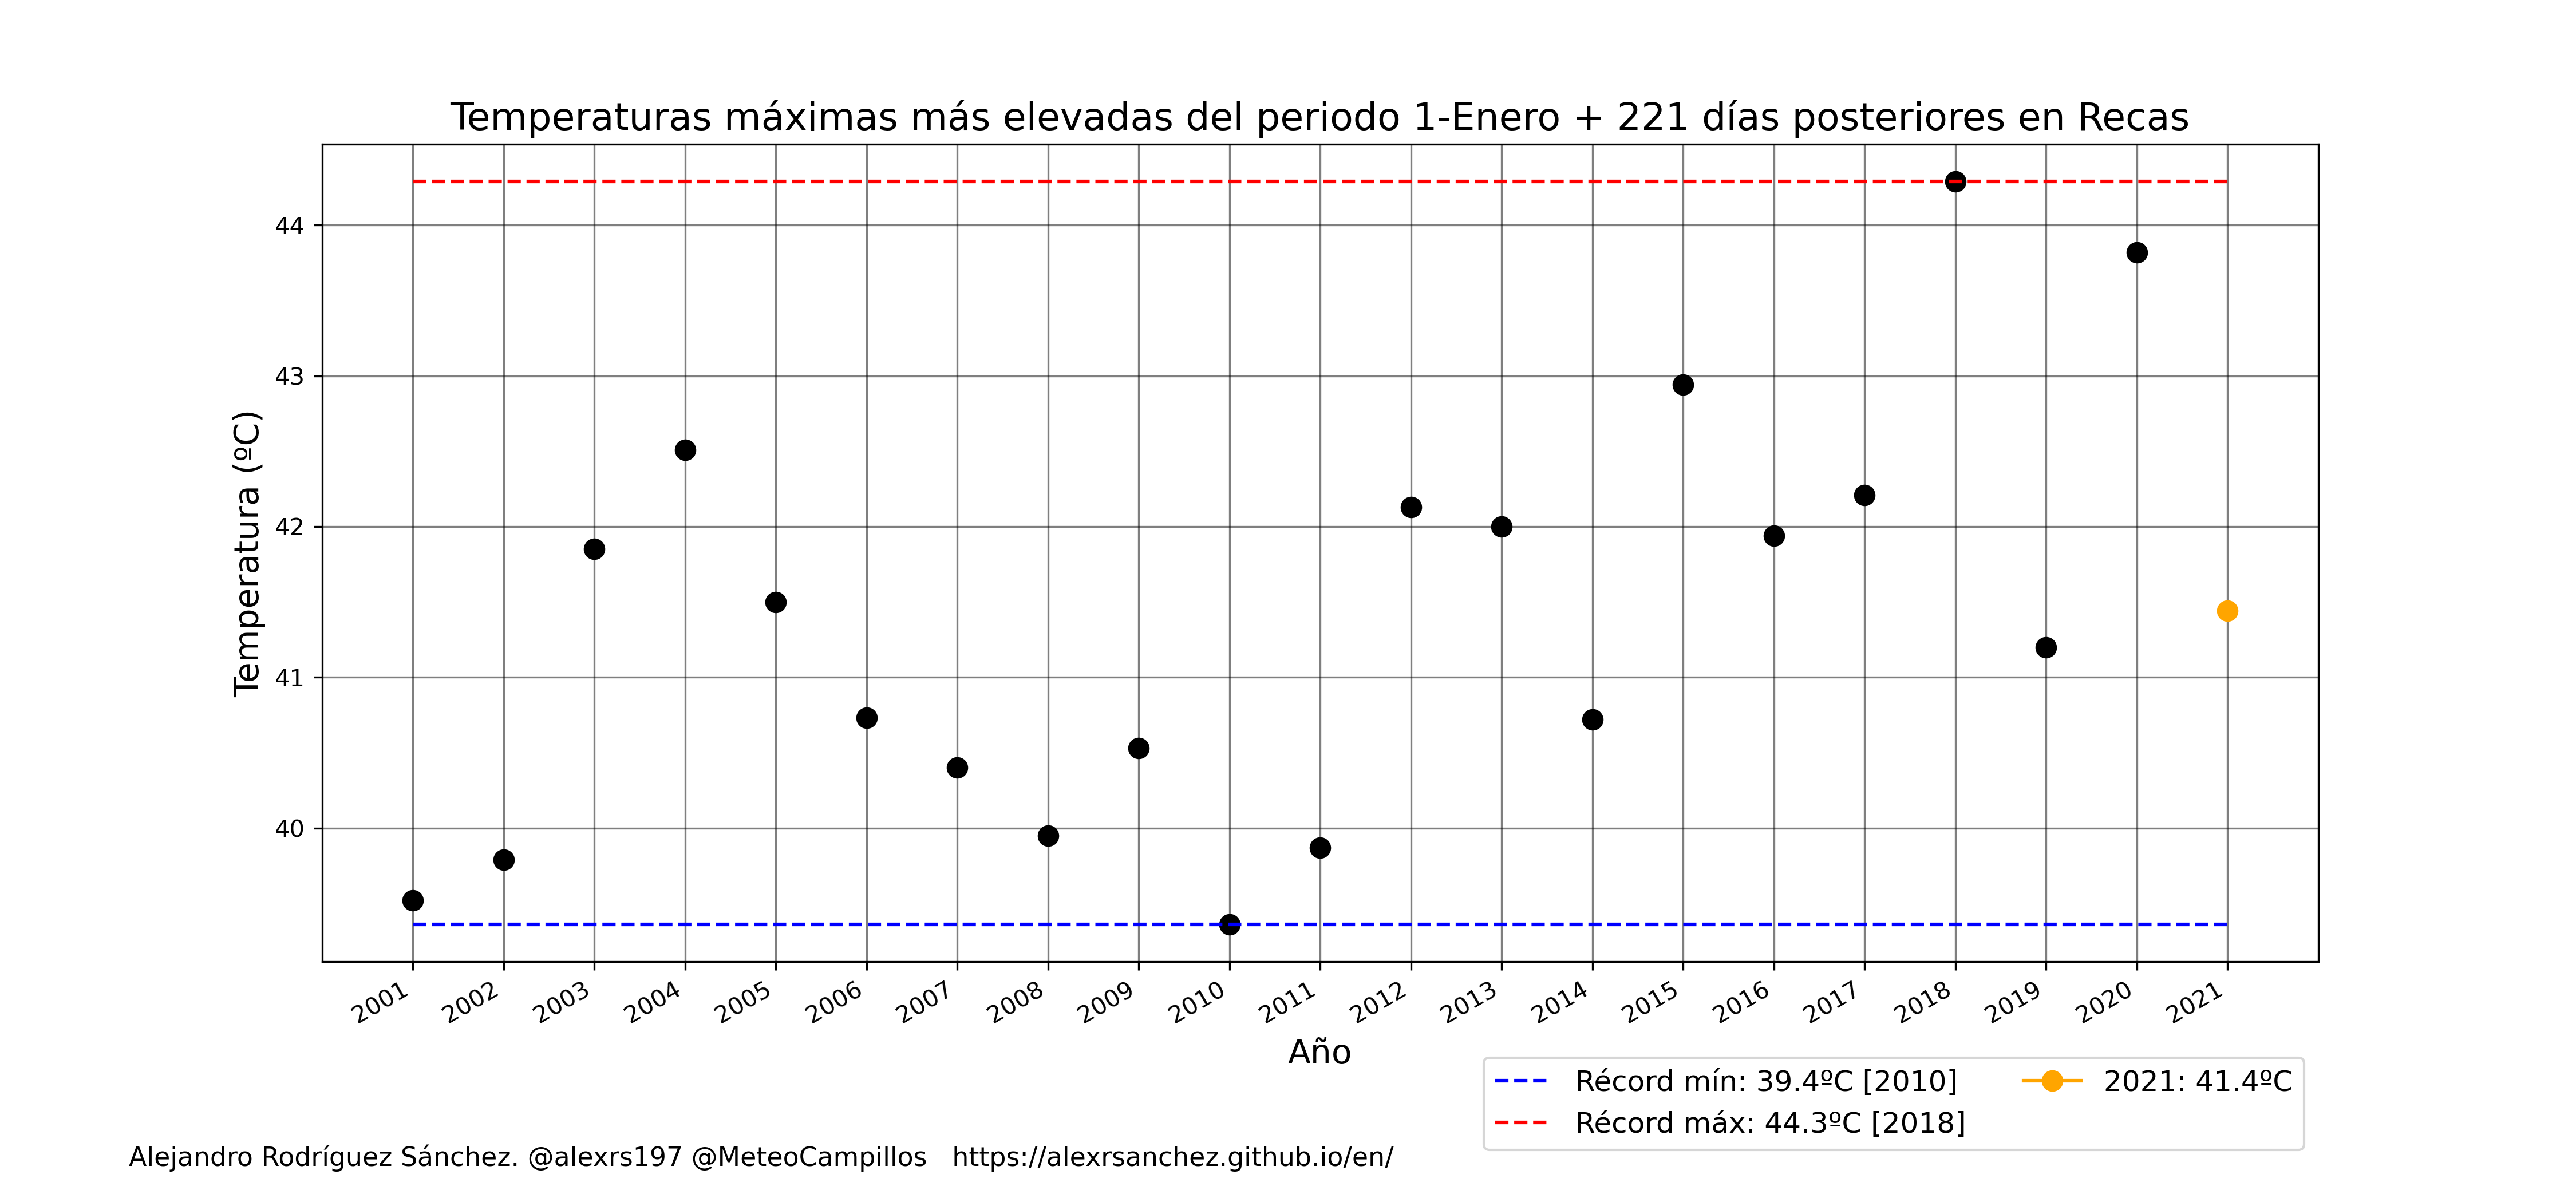 Temperaturas máximas más elevadas del periodo 1-Enero + 221 días posteriores en Recas
Temperatura (ºC)
44
43
42
41
40
2001 2002 2003 2004 2005 2006 2007 2008 2009 2010 2011 2012 2013 2014 2015 2016 2017 2018 2019 2020 2021
Año
Récord mín: 39.4ºC [2010]
Récord máx: 44.3ºC [2018]
2021: 41.4ºC
Alejandro Rodríguez Sánchez. @alexrs197 @MeteoCampillos https://alexrsanchez.github.io/en/